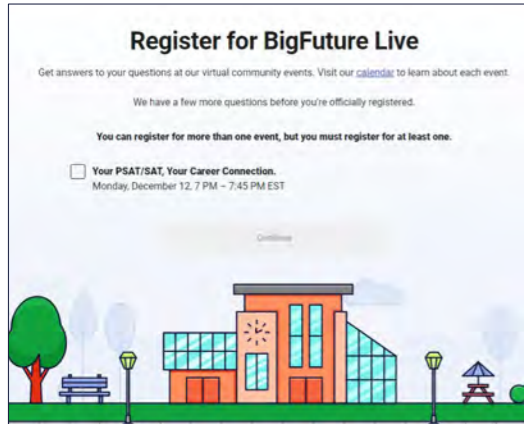 Register for BigFuture Live
Get answers to your questions at our virtual community events. Visit our calendar to learn about each event.
We have a few more questions before you're officially registered.
You can register for more than one event, but you must register for at least one.
Your PSAT/SAT, Your Career Connection.
Monday, December 12, 7 PM – 7:45 PM EST
Continue